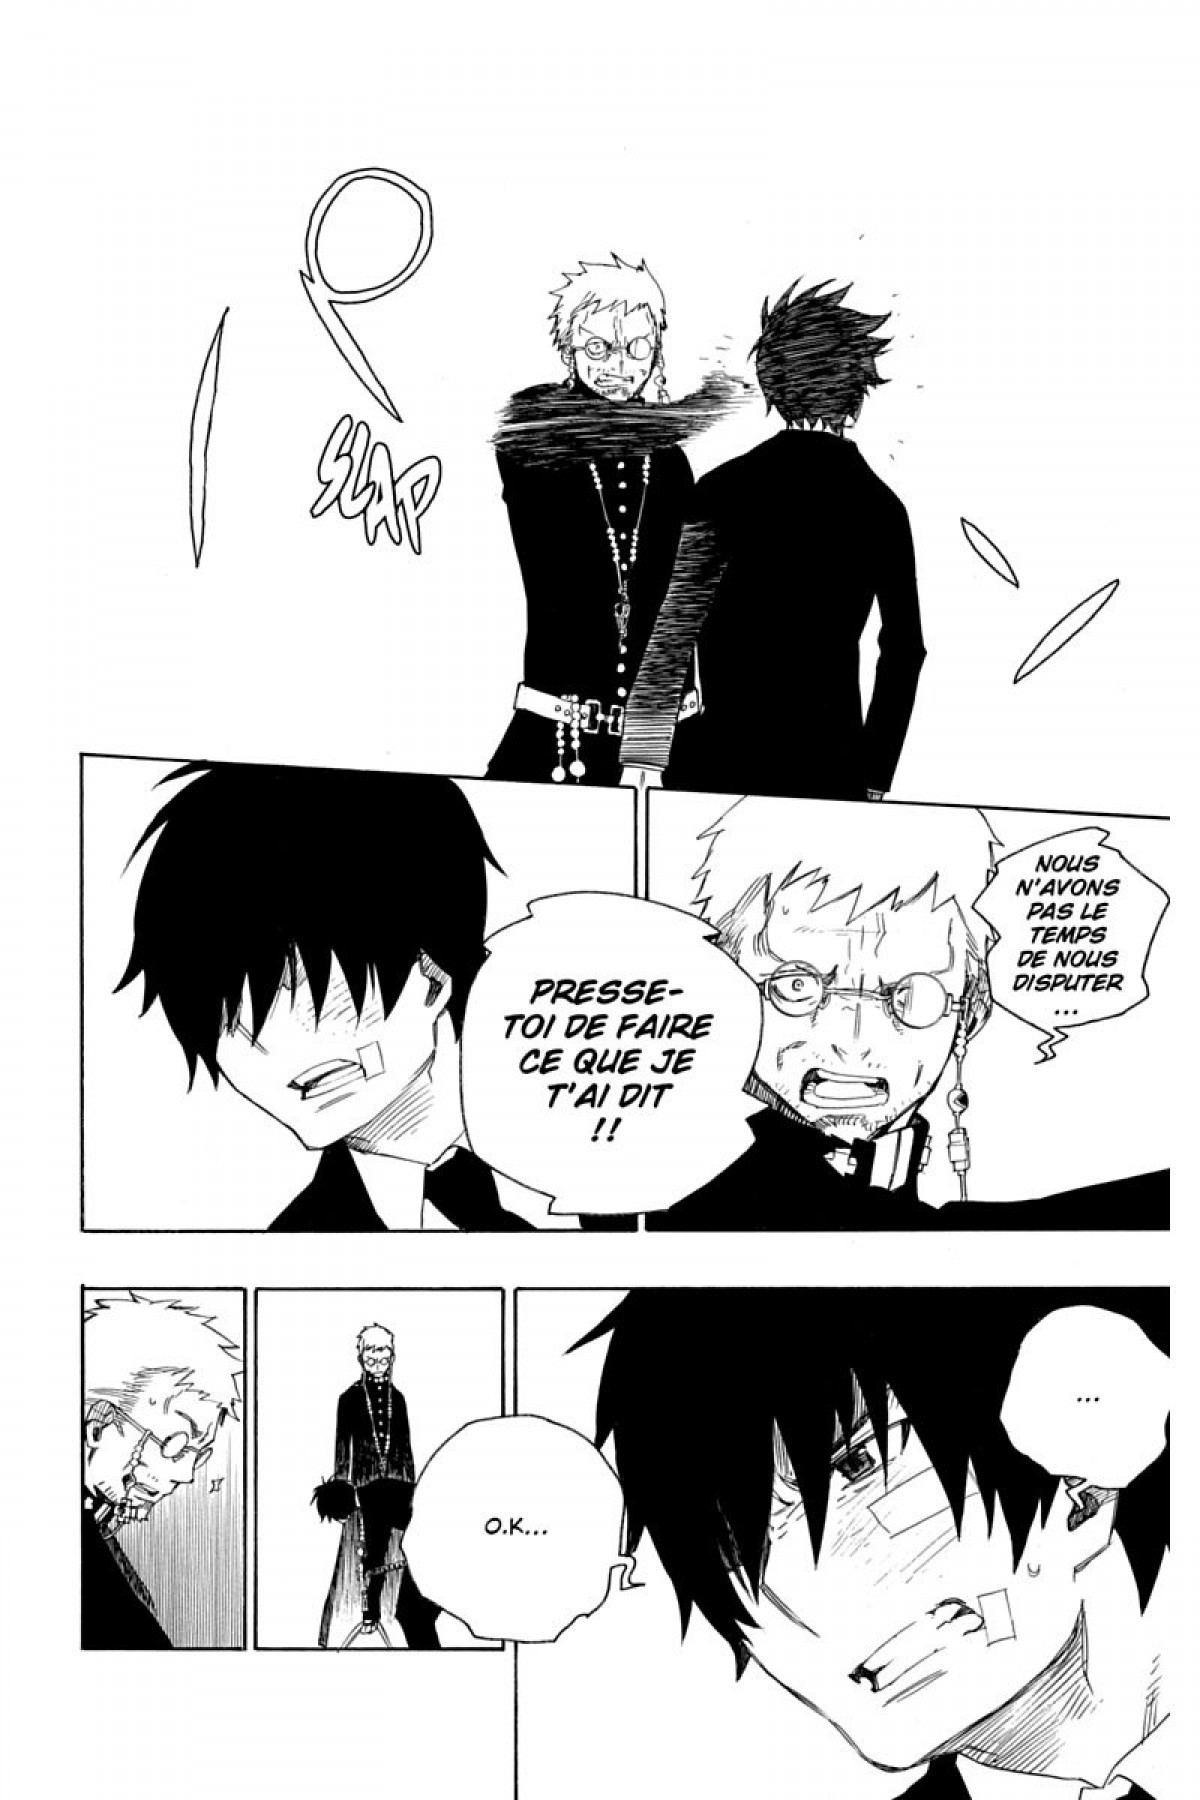 SLAP
NOUS
N'AVONS
PAS LE
TEMPS
DE NOUS
DISPUTER
...
PRESSE-
TOI DE FAIRE
CE QUE JE
T'AI DIT
!!
...
O.K...